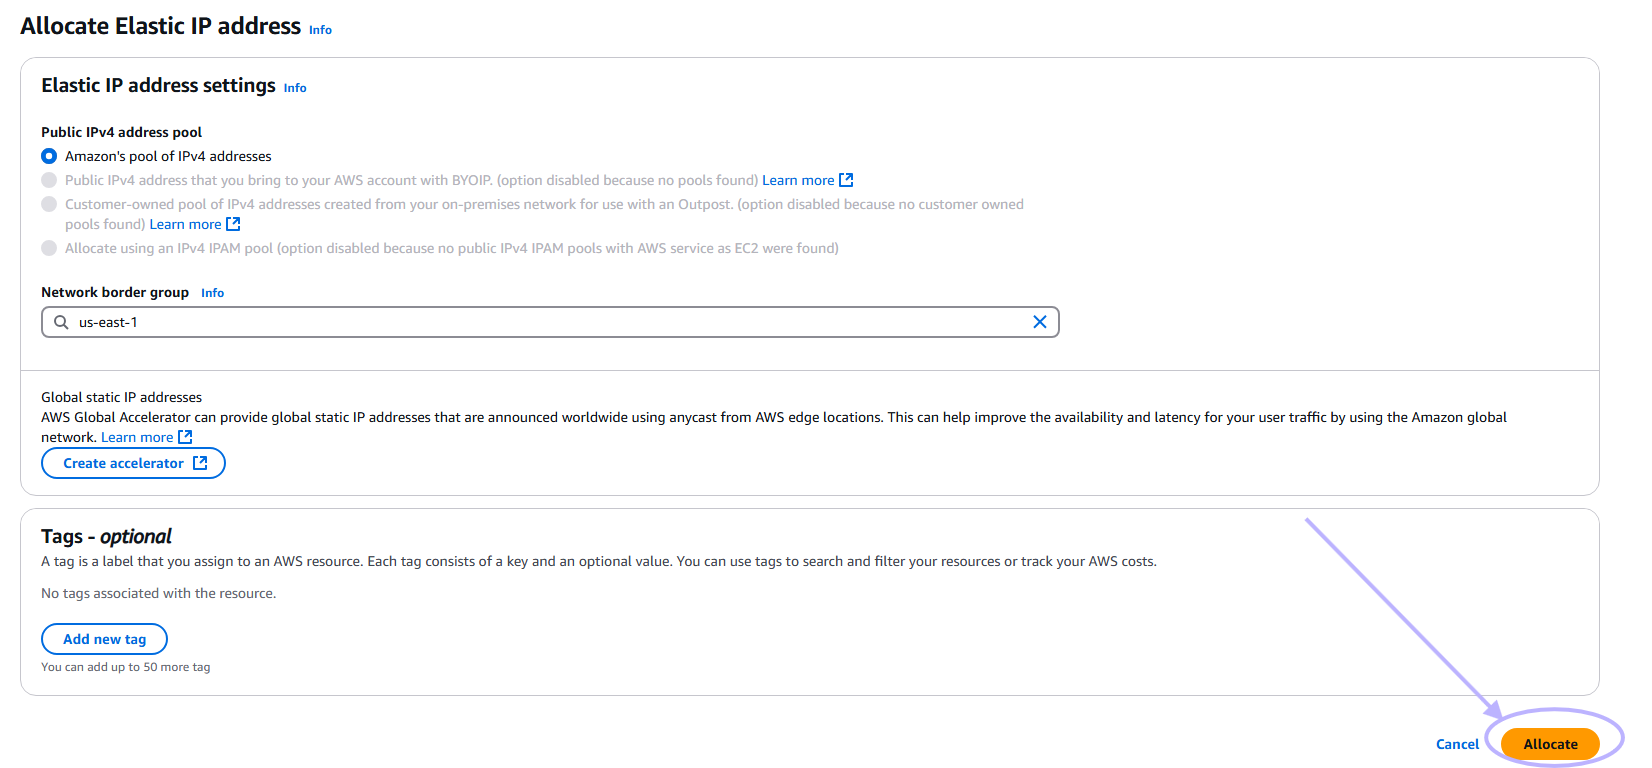 Allocate Elastic IP address Info
Elastic IP address settings Info
Public IPv4 address pool
Amazon's pool of IPv4 addresses
Public IPv4 address that you bring to your AWS account with BYOIP. (option disabled because no pools found) Learn more
Customer-owned pool of IPv4 addresses created from your on-premises network for use with an Outpost. (option disabled because no customer owned
pools found) Learn more
Allocate using an IPv4 IPAM pool (option disabled because no public IPv4 IPAM pools with AWS service as EC2 were found)
Network border group Info
us-east-1
Global static IP addresses
AWS Global Accelerator can provide global static IP addresses that are announced worldwide using anycast from AWS edge locations. This can help improve the availability and latency for your user traffic by using the Amazon global
network. Learn more
Create accelerator
Tags - optional
A tag is a label that you assign to an AWS resource. Each tag consists of a key and an optional value. You can use tags to search and filter your resources or track your AWS costs.
No tags associated with the resource.
Add new tag
You can add up to 50 more tag
Cancel Allocate